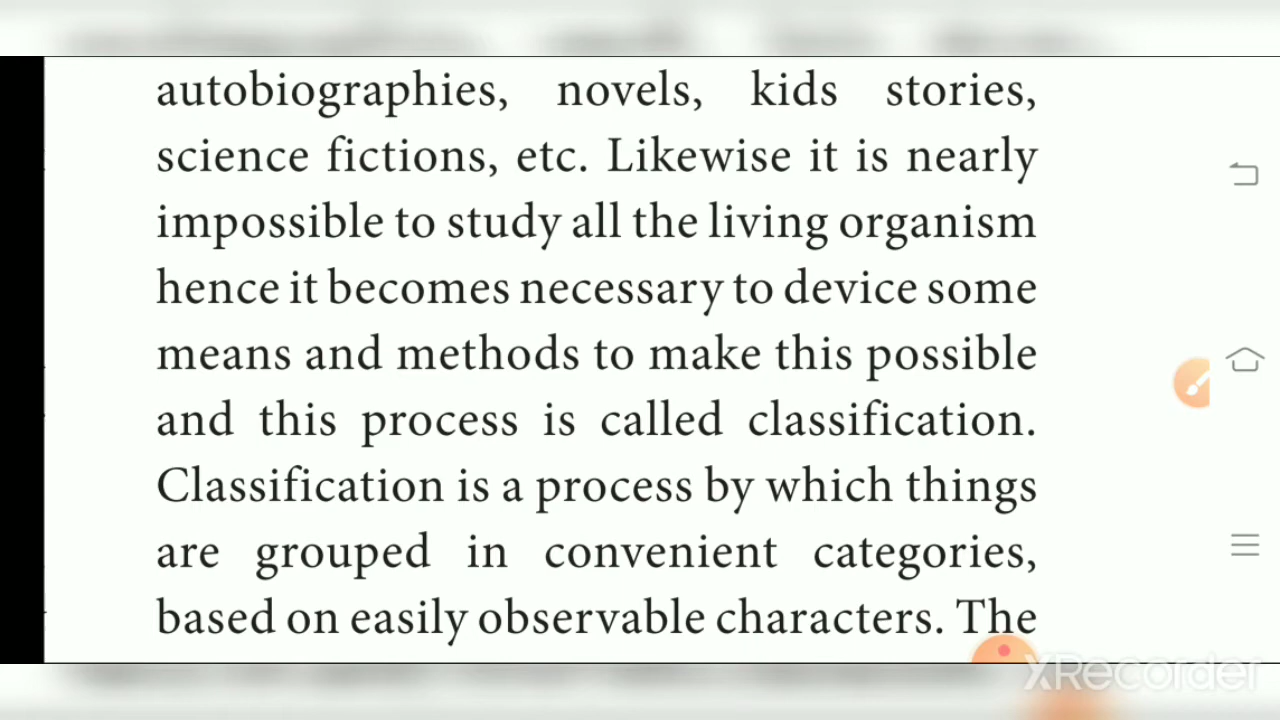 autobiographies, novels, kids stories,
science fictions, etc. Likewise it is nearly
impossible to study all the living organism
hence it becomes necessary to device some
means and methods to make this possible
and this process is called classification.
Classification is a process by which things
are grouped in convenient categories,
based on easily observable characters. The
XRecorder